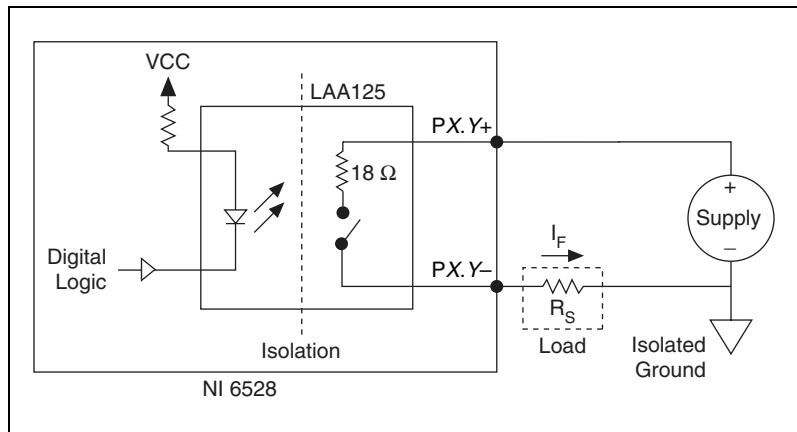 VCC
LAA125
PX.Y+
18 Ω
+
Supply
–
Digital
Logic
I_F
PX.Y–
R_S
Load
Isolation
Isolated
Ground
NI 6528